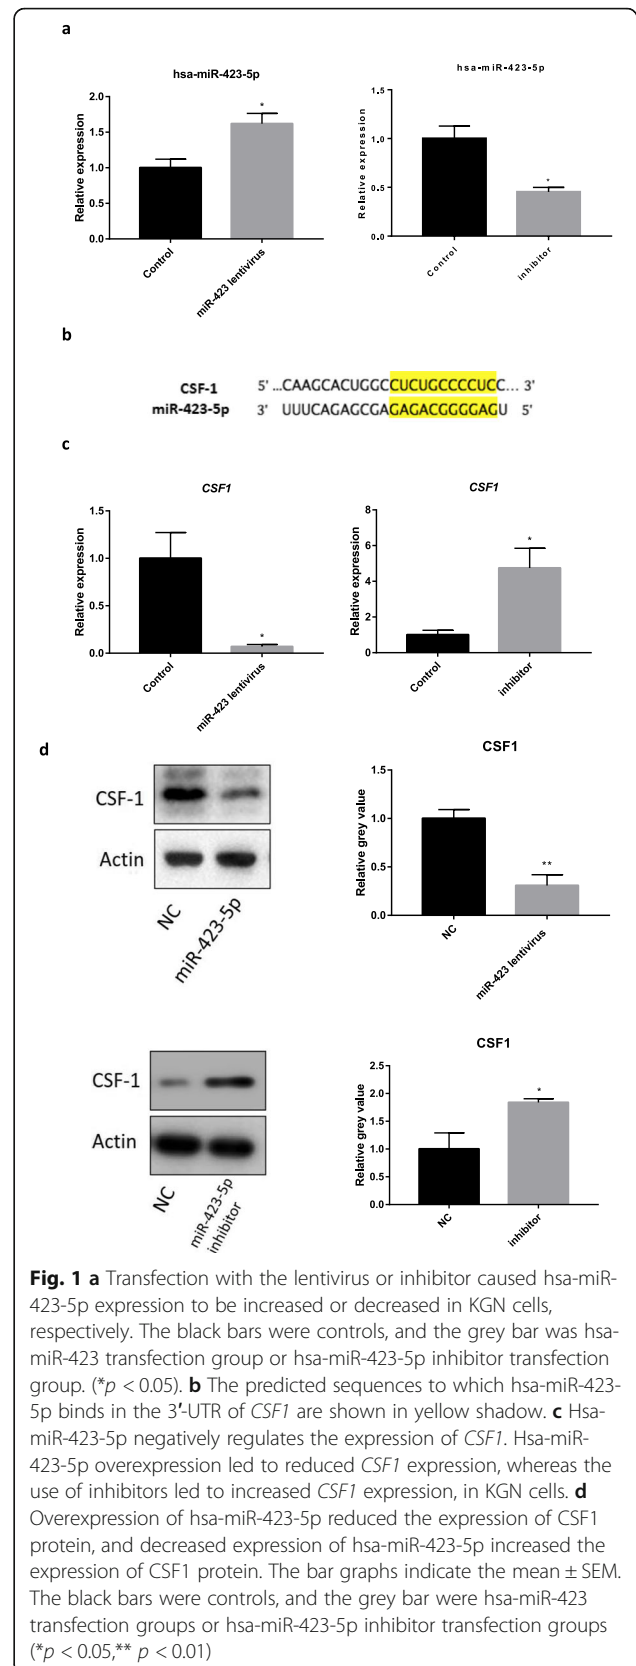 a
hsa-miR-423-5p
Relative expression
2.0
1.5
1.0
0.5
0.0
*
Control
miR-423 lentivirus
hsa-miR-423-5p
Relative expression
1.5
1.0
0.5
0.0
*
Control
inhibitor
b
CSF-1 5' ...CAAGCACUGGCCUCUGCCCCUCC... 3'
miR-423-5p 3' UUUCAGAGCGAGAGACGGGGAGU 5'
c
CSF1
Relative expression
1.5
1.0
0.5
0.0
*
Control
miR-423 lentivirus
CSF1
Relative expression
8
6
4
2
0
*
Control
inhibitor
d
CSF-1
Actin
NC
miR-423-5p
CSF1
Relative grey value
1.5
1.0
0.5
0.0
**
NC
miR-423 lentivirus
CSF-1
Actin
NC
miR-423-5p
inhibitor
CSF1
Relative grey value
2.5
2.0
1.5
1.0
0.5
0.0
*
NC
inhibitor
Fig. 1 a Transfection with the lentivirus or inhibitor caused hsa-miR-
423-5p expression to be increased or decreased in KGN cells,
respectively. The black bars were controls, and the grey bar was hsa-
miR-423 transfection group or hsa-miR-423-5p inhibitor transfection
group. (*p < 0.05). b The predicted sequences to which hsa-miR-423-
5p binds in the 3′-UTR of CSF1 are shown in yellow shadow. c Hsa-
miR-423-5p negatively regulates the expression of CSF1. Hsa-miR-
423-5p overexpression led to reduced CSF1 expression, whereas the
use of inhibitors led to increased CSF1 expression, in KGN cells. d
Overexpression of hsa-miR-423-5p reduced the expression of CSF1
protein, and decreased expression of hsa-miR-423-5p increased the
expression of CSF1 protein. The bar graphs indicate the mean ± SEM.
The black bars were controls, and the grey bar were hsa-miR-423
transfection groups or hsa-miR-423-5p inhibitor transfection groups
(*p < 0.05,** p < 0.01)